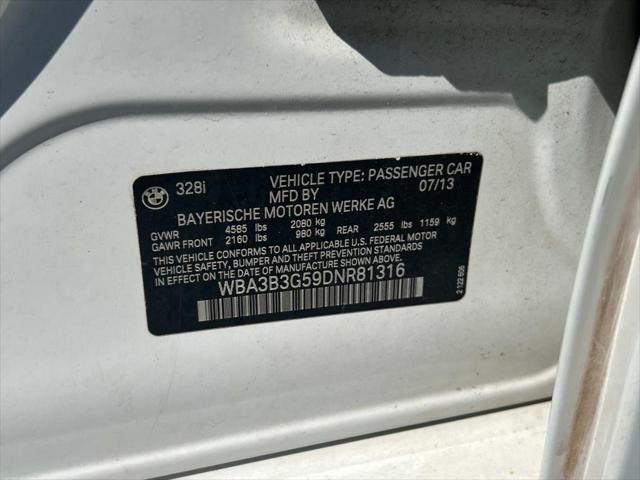 328i VEHICLE TYPE: PASSENGER CAR
MFD BY 07/13
BAYERISCHE MOTOREN WERKE AG
GVWR 4585 lbs 2080 kg
GAWR FRONT 2160 lbs 980 kg REAR 2555 lbs 1159 kg
THIS VEHICLE CONFORMS TO ALL APPLICABLE U.S. FEDERAL MOTOR
VEHICLE SAFETY, BUMPER AND THEFT PREVENTION STANDARDS
IN EFFECT ON THE DATE OF MANUFACTURE SHOWN ABOVE.
WBA3B3G59DNR81316